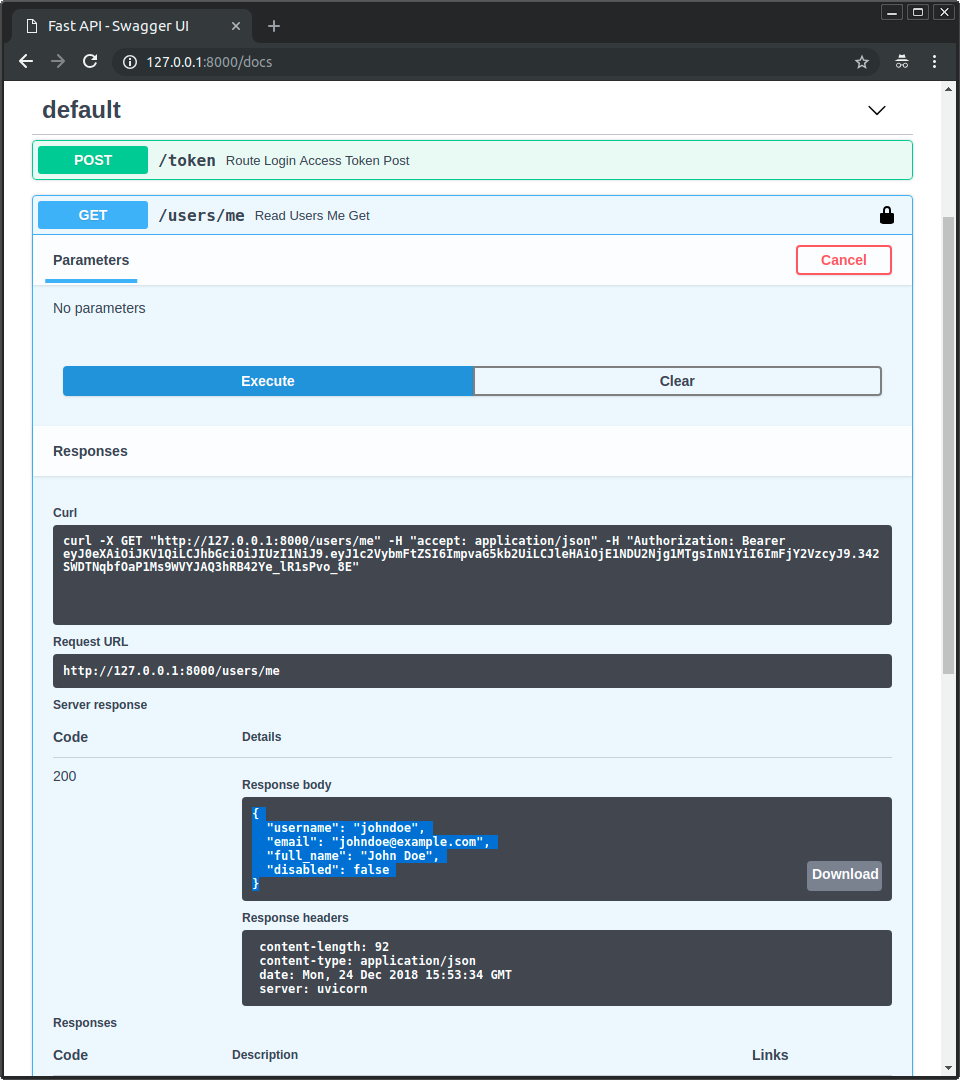 Fast API - Swagger UI
127.0.0.1:8000/docs
default
POST /token Route Login Access Token Post
GET /users/me Read Users Me Get
Parameters
Cancel
No parameters
Execute
Clear
Responses
Curl
curl -X GET "http://127.0.0.1:8000/users/me" -H "accept: application/json" -H "Authorization: Bearer
eyJ0eXAiOiJKV1QiLCJhbGciOiJIUzI1NiJ9.eyJ1c2VybmFtZSI6ImpvaG5kb2UiLCJleHAiOjE1NDU2Njg1MTgsInN1YiI6ImFjY2VzcyJ9.342
SWDTNqbfOaP1Ms9WVYJAQ3hRB42Ye_lR1sPvo_8E"
Request URL
http://127.0.0.1:8000/users/me
Server response
Code Details
200
Response body
{
"username": "johndoe",
"email": "johndoe@example.com",
"full_name": "John Doe",
"disabled": false
}
Download
Response headers
content-length: 92
content-type: application/json
date: Mon, 24 Dec 2018 15:53:34 GMT
server: uvicorn
Responses
Code Description Links